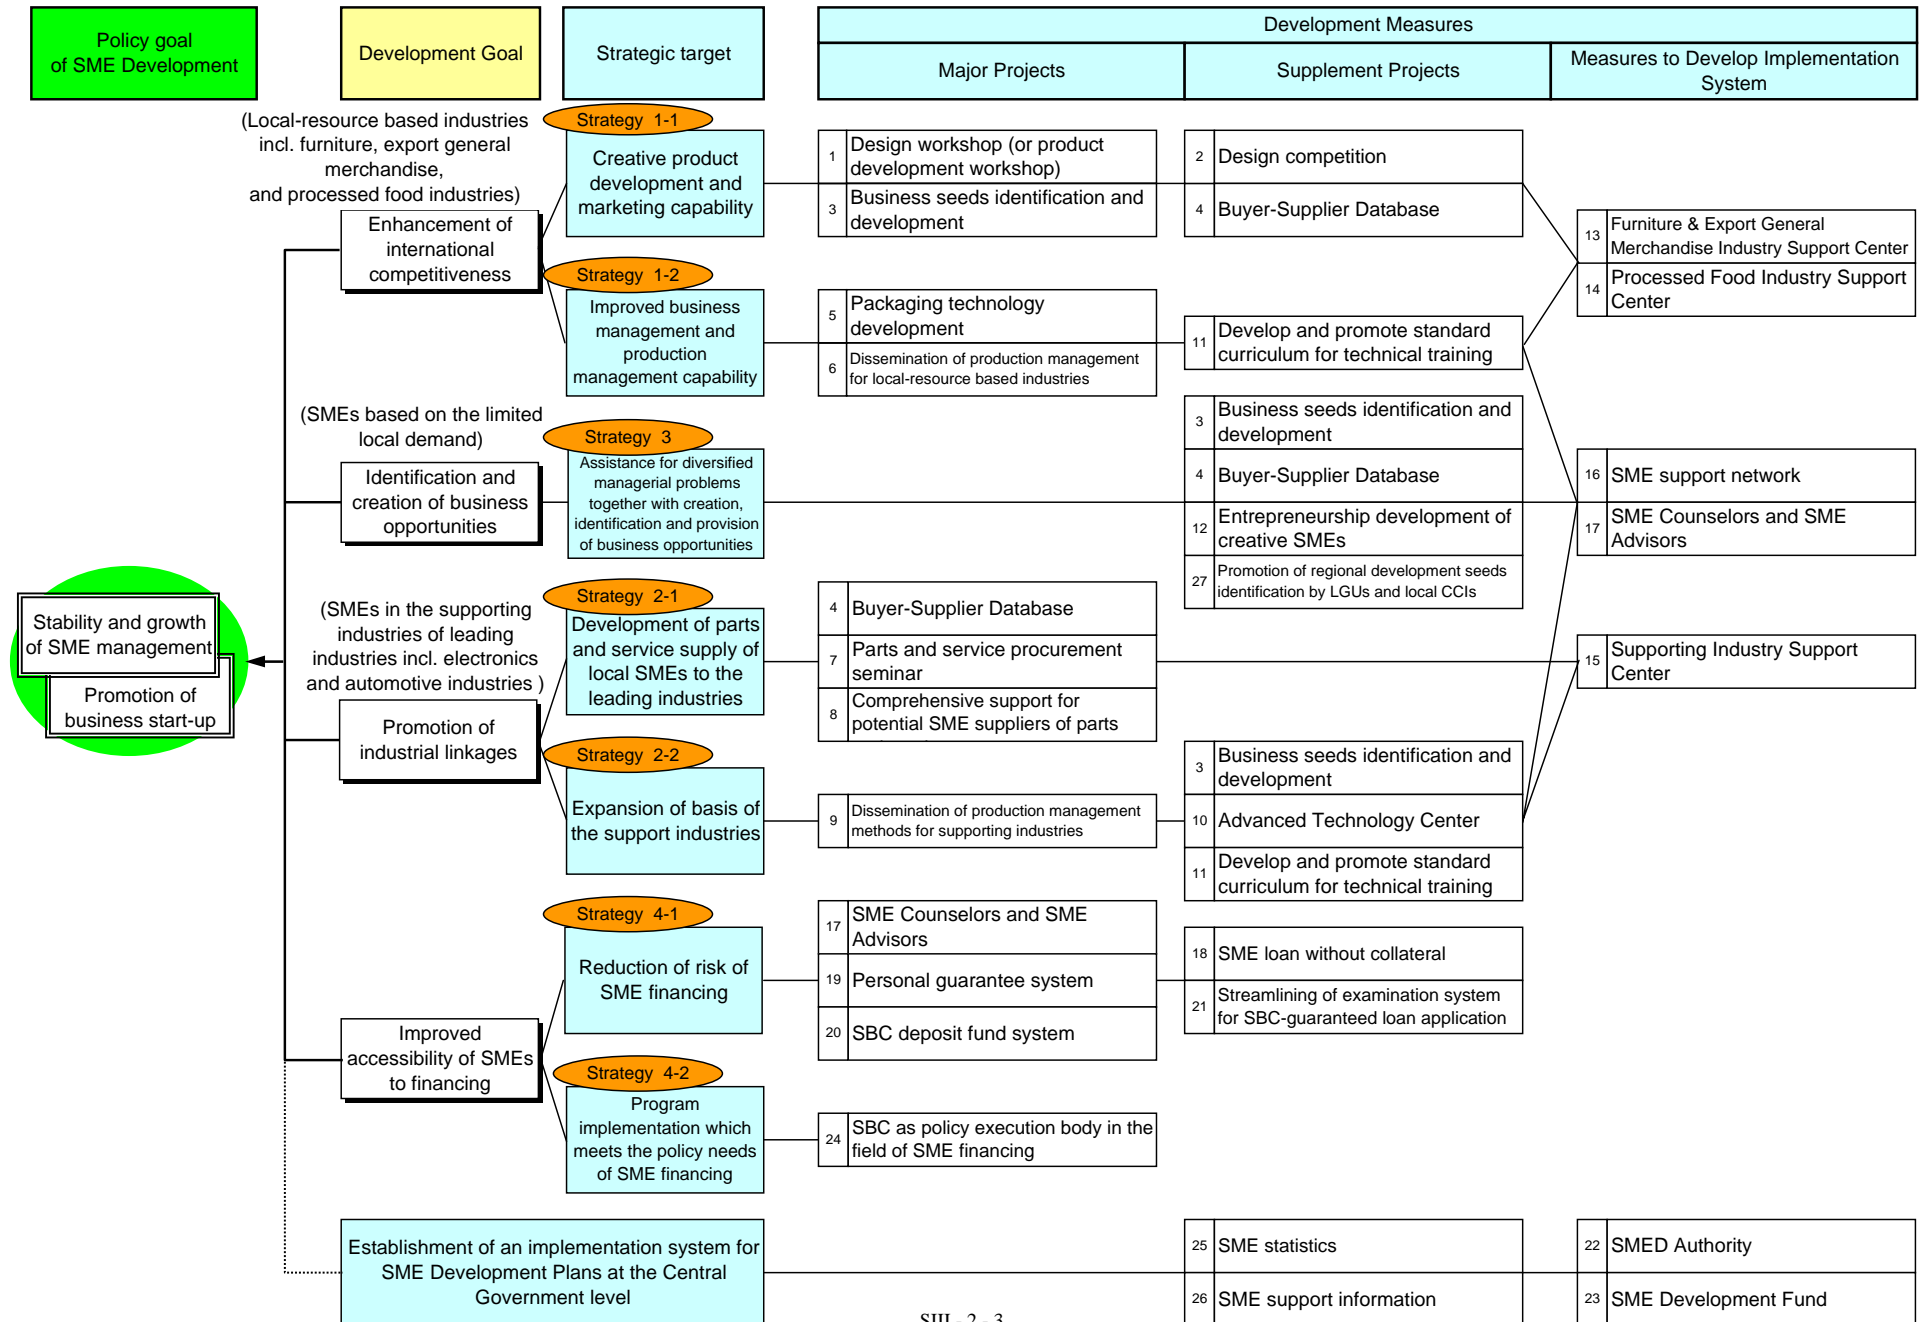 Policy goal
of SME Development
Development Goal
Strategic target
Development Measures
Major Projects
Supplement Projects
Measures to Develop Implementation
System
(Local-resource based industries
incl. furniture, export general
merchandise,
and processed food industries)
Enhancement of
international
competitiveness
Strategy 1-1
Creative product
development and
marketing capability
1
Design workshop (or product
development workshop)
3
Business seeds identification and
development
2
Design competition
4
Buyer-Supplier Database
13
Furniture & Export General
Merchandise Industry Support Center
14
Processed Food Industry Support
Center
Strategy 1-2
Improved business
management and
production
management capability
5
Packaging technology
development
6
Dissemination of production management
for local-resource based industries
11
Develop and promote standard
curriculum for technical training
(SMEs based on the limited
local demand)
Identification and
creation of business
opportunities
Strategy 3
Assistance for diversified
managerial problems
together with creation,
identification and provision
of business opportunities
3
Business seeds identification and
development
4
Buyer-Supplier Database
12
Entrepreneurship development of
creative SMEs
27
Promotion of regional development seeds
identification by LGUs and local CCIs
16
SME support network
17
SME Counselors and SME
Advisors
Stability and growth
of SME management
Promotion of
business start-up
(SMEs in the supporting
industries of leading
industries incl. electronics
and automotive industries )
Promotion of
industrial linkages
Strategy 2-1
Development of parts
and service supply of
local SMEs to the
leading industries
4
Buyer-Supplier Database
7
Parts and service procurement
seminar
8
Comprehensive support for
potential SME suppliers of parts
15
Supporting Industry Support
Center
Strategy 2-2
Expansion of basis of
the support industries
9
Dissemination of production management
methods for supporting industries
3
Business seeds identification and
development
10
Advanced Technology Center
11
Develop and promote standard
curriculum for technical training
Improved
accessibility of SMEs
to financing
Strategy 4-1
Reduction of risk of
SME financing
17
SME Counselors and SME
Advisors
19
Personal guarantee system
20
SBC deposit fund system
18
SME loan without collateral
21
Streamlining of examination system
for SBC-guaranteed loan application
Strategy 4-2
Program
implementation which
meets the policy needs
of SME financing
24
SBC as policy execution body in the
field of SME financing
Establishment of an implementation system for
SME Development Plans at the Central
Government level
25
SME statistics
26
SME support information
22
SMED Authority
23
SME Development Fund
SIII - 2 - 3